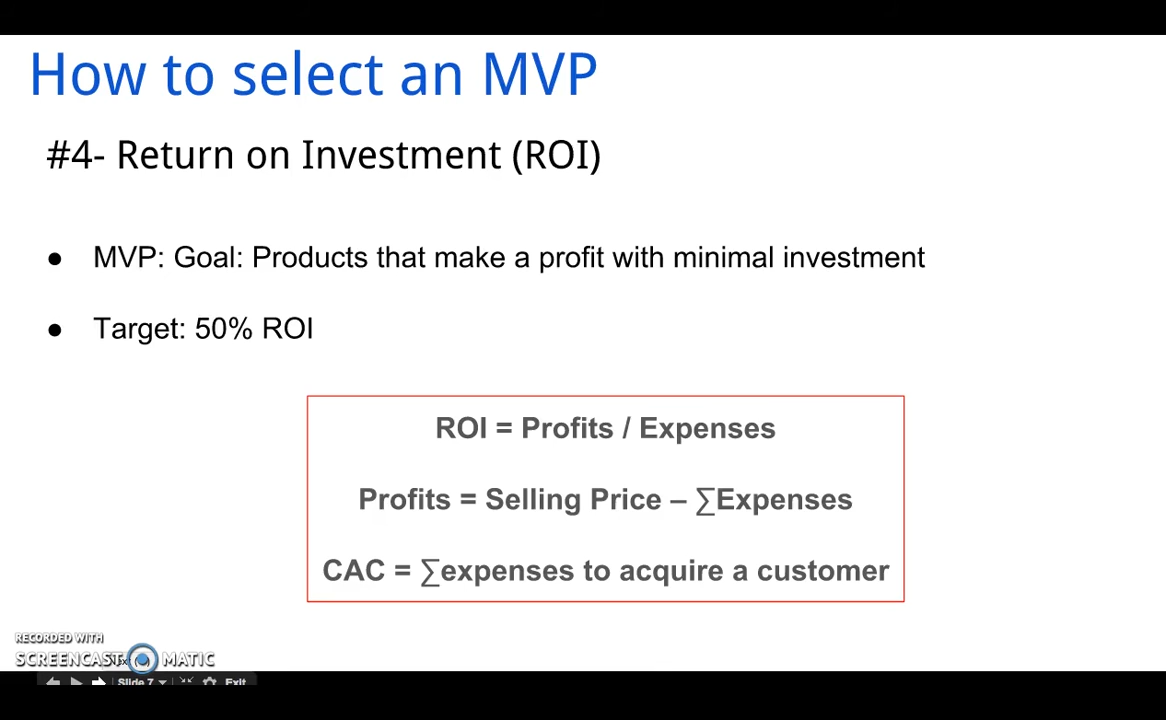 How to select an MVP
#4- Return on Investment (ROI)
● MVP: Goal: Products that make a profit with minimal investment
● Target: 50% ROI
ROI = Profits / Expenses
Profits = Selling Price – ∑Expenses
CAC = ∑expenses to acquire a customer
RECORDED WITH
SCREENCAST MATIC
Slide 7 Exit